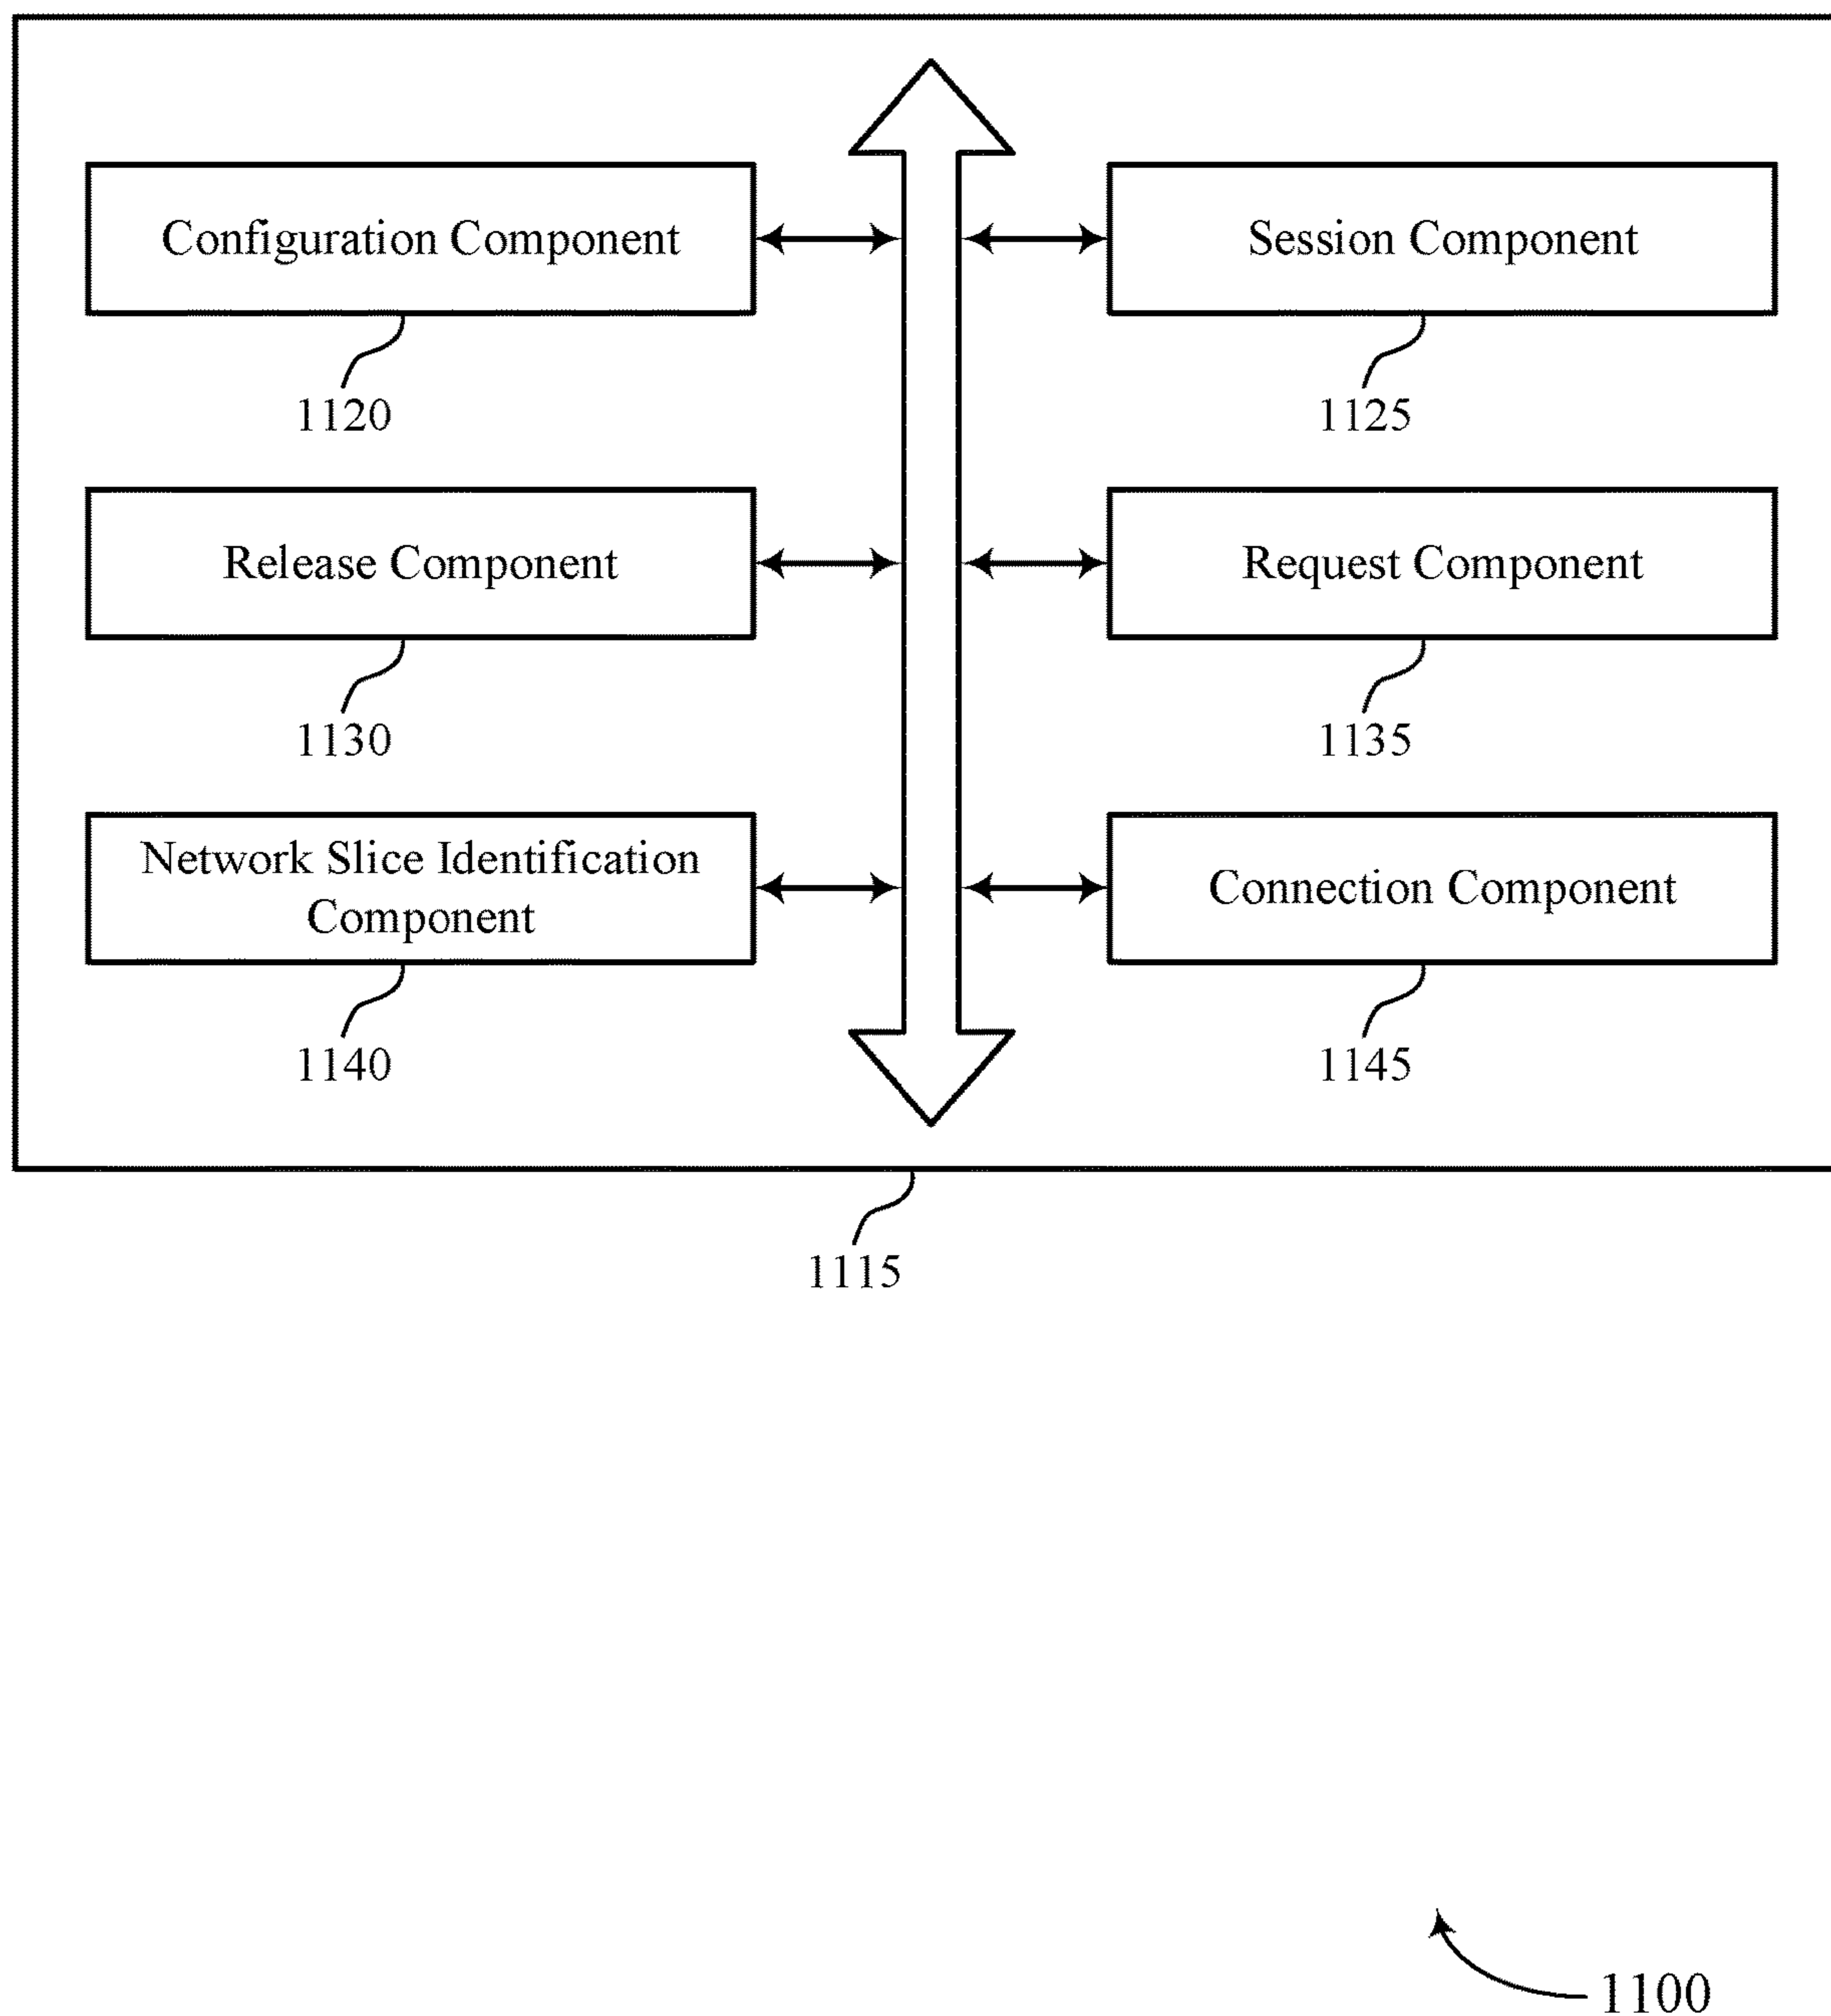 Configuration Component
Session Component
1120
1125
Release Component
Request Component
1130
1135
Network Slice Identification
Component
Connection Component
1140
1145
1115
1100